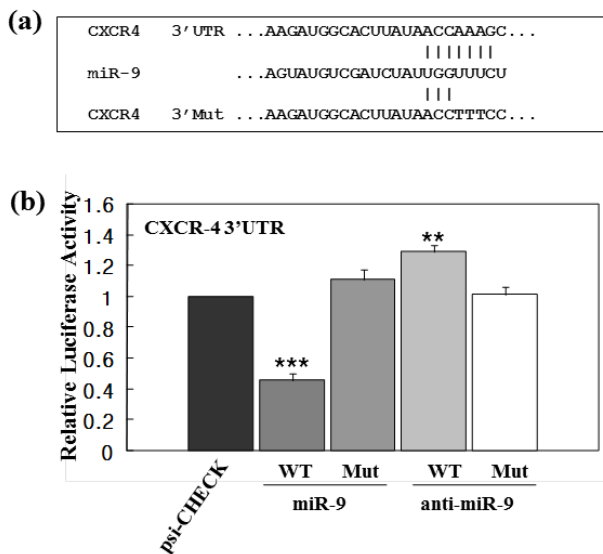 (a)
CXCR4 3’UTR ...AAGAUGGCACUUAUAACCAAAGC...
miR-9 AGUAUGUCGAUCUAUUGGUUUCU
CXCR4 3’Mut ...AAGAUGGCACUUAUAACCTTTCC...
(b)
CXCR-4 3’UTR
Relative Luciferase Activity
1.6
1.4
1.2
1
0.8
0.6
0.4
0.2
0
***
**
psi-CHECK
WT Mut WT Mut
miR-9 anti-miR-9